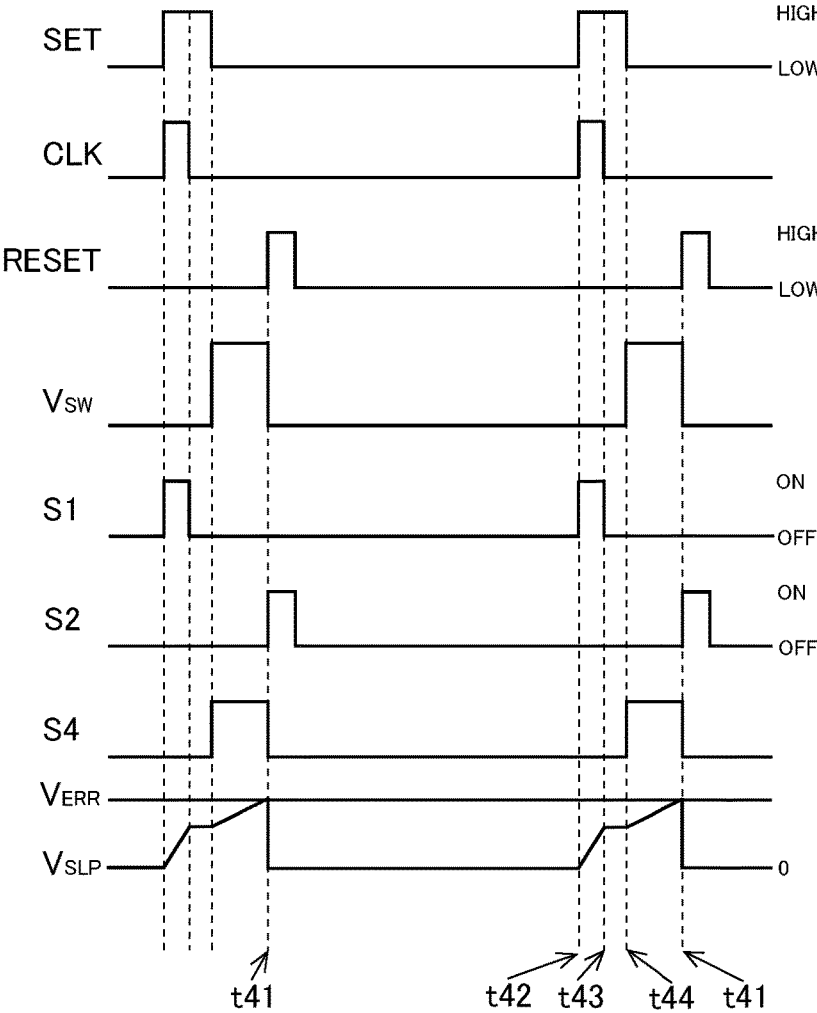 SET
HIGH
LOW
CLK
RESET
HIGH
LOW
VSW
S1
ON
OFF
S2
ON
OFF
S4
VERR
VSLP
0
t41
t42
t43
t44
t41